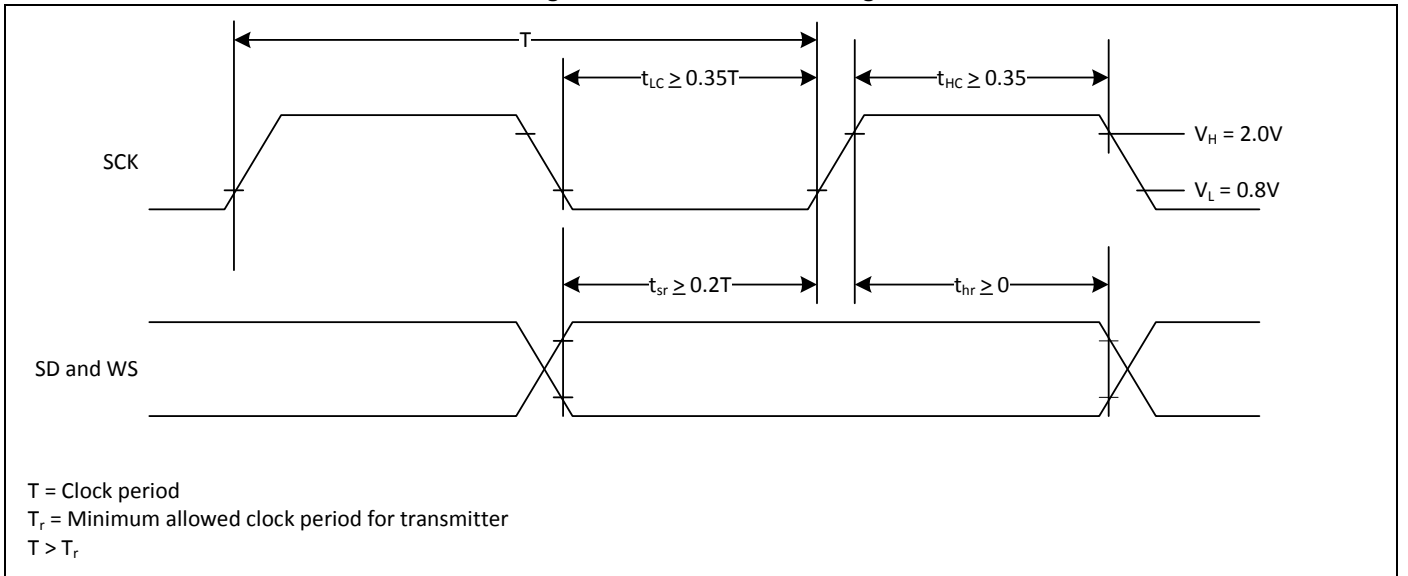 T
t_LC ≥ 0.35T
t_HC ≥ 0.35
SCK
V_H = 2.0V
V_L = 0.8V
t_sr ≥ 0.2T
t_hr ≥ 0
SD and WS
T = Clock period
T_r = Minimum allowed clock period for transmitter
T > T_r